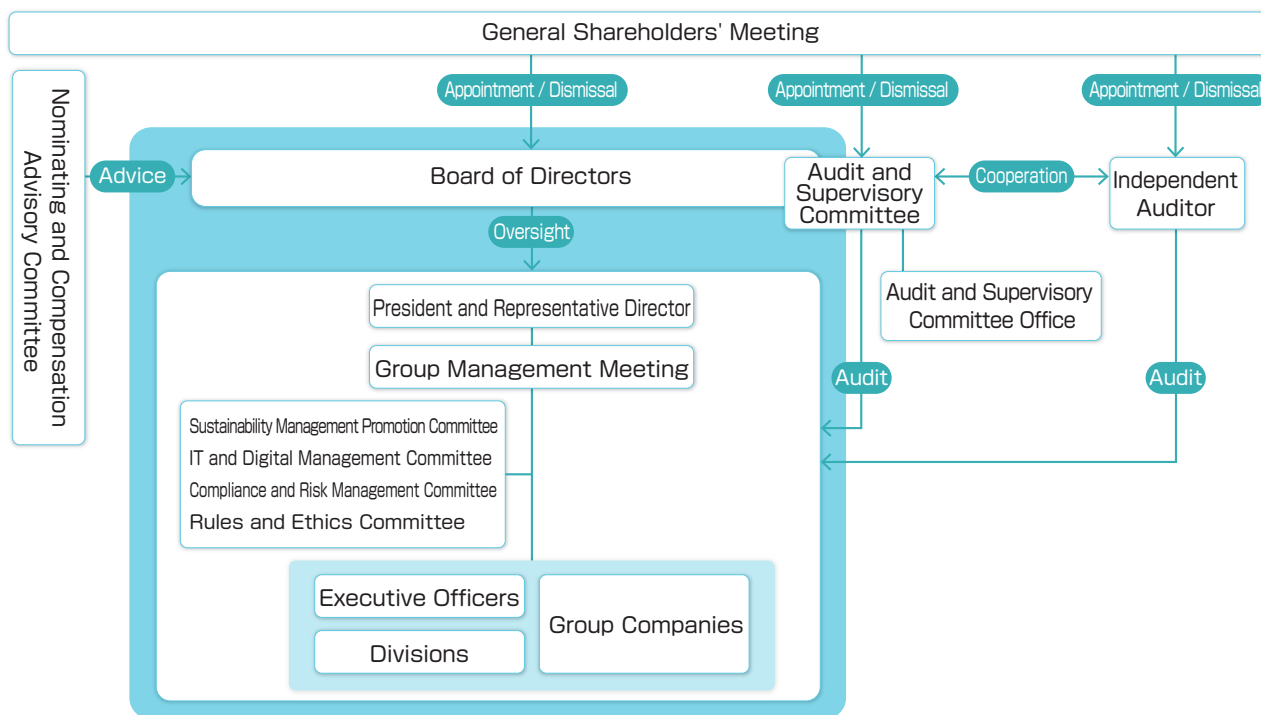 General Shareholders' Meeting
Appointment / Dismissal
Appointment / Dismissal
Appointment / Dismissal
Nominating and Compensation
Advisory Committee
Advice
Board of Directors
Audit and
Supervisory
Committee
Cooperation
Independent
Auditor
Oversight
Audit and Supervisory
Committee Office
President and Representative Director
Group Management Meeting
Audit
Audit
Sustainability Management Promotion Committee
IT and Digital Management Committee
Compliance and Risk Management Committee
Rules and Ethics Committee
Executive Officers
Divisions
Group Companies